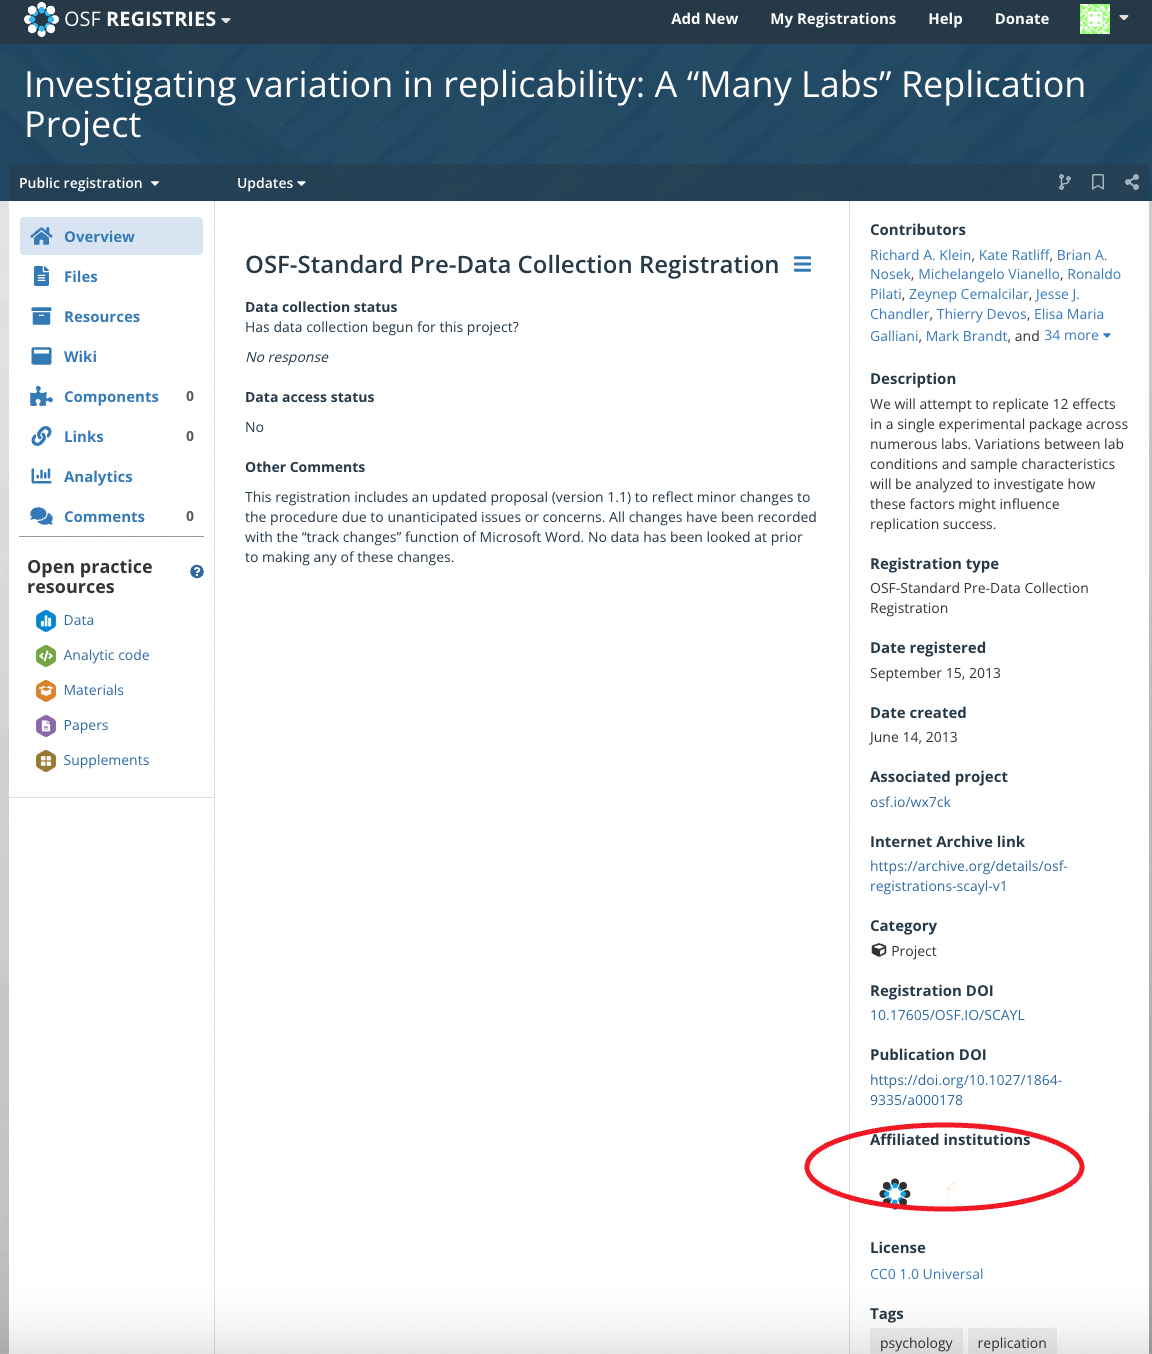 OSF REGISTRIES
Add New
My Registrations
Help
Donate
Investigating variation in replicability: A “Many Labs” Replication
Project
Public registration
Updates
Overview
Files
Resources
Wiki
Components 0
Links 0
Analytics
Comments 0
Open practice
resources
Data
Analytic code
Materials
Papers
Supplements
OSF-Standard Pre-Data Collection Registration
Data collection status
Has data collection begun for this project?
No response
Data access status
No
Other Comments
This registration includes an updated proposal (version 1.1) to reflect minor changes to
the procedure due to unanticipated issues or concerns. All changes have been recorded
with the “track changes” function of Microsoft Word. No data has been looked at prior
to making any of these changes.
Contributors
Richard A. Klein, Kate Ratliff, Brian A.
Nosek, Michelangelo Vianello, Ronaldo
Pilati, Zeynep Cemalcilar, Jesse J.
Chandler, Thierry Devos, Elisa Maria
Galliani, Mark Brandt, and 34 more
Description
We will attempt to replicate 12 effects
in a single experimental package across
numerous labs. Variations between lab
conditions and sample characteristics
will be analyzed to investigate how
these factors might influence
replication success.
Registration type
OSF-Standard Pre-Data Collection
Registration
Date registered
September 15, 2013
Date created
June 14, 2013
Associated project
osf.io/wx7ck
Internet Archive link
https://archive.org/details/osf-
registrations-scayl-v1
Category
Project
Registration DOI
10.17605/OSF.IO/SCAYL
Publication DOI
https://doi.org/10.1027/1864-
9335/a000178
Affiliated institutions
License
CC0 1.0 Universal
Tags
psychology
replication